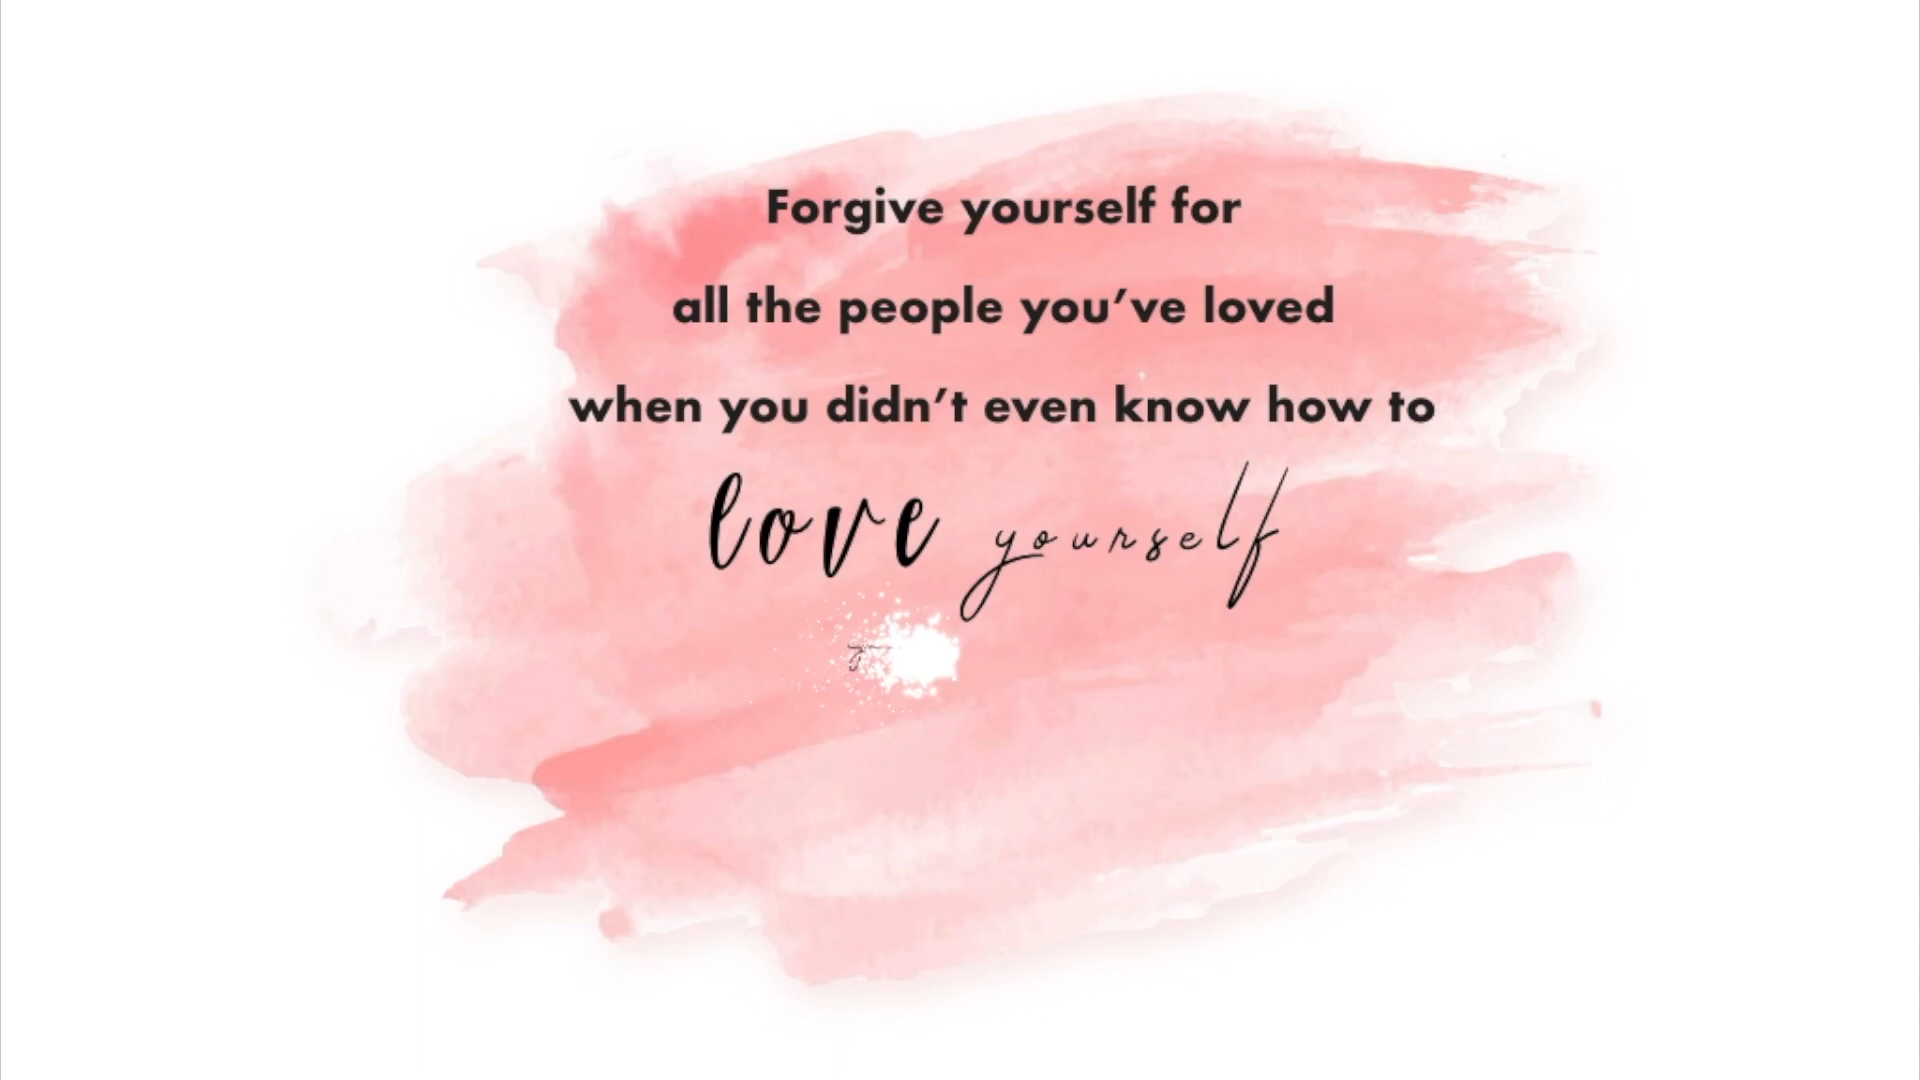 Forgive yourself for
all the people you’ve loved
when you didn’t even know how to
love yourself